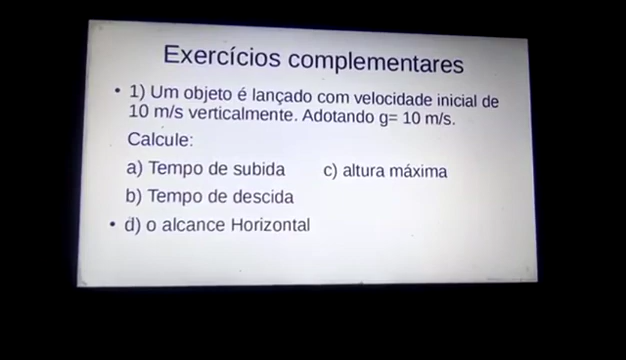 Exercícios complementares
• 1) Um objeto é lançado com velocidade inicial de
10 m/s verticalmente. Adotando g= 10 m/s.
Calcule:
a) Tempo de subida c) altura máxima
b) Tempo de descida
• d) o alcance Horizontal